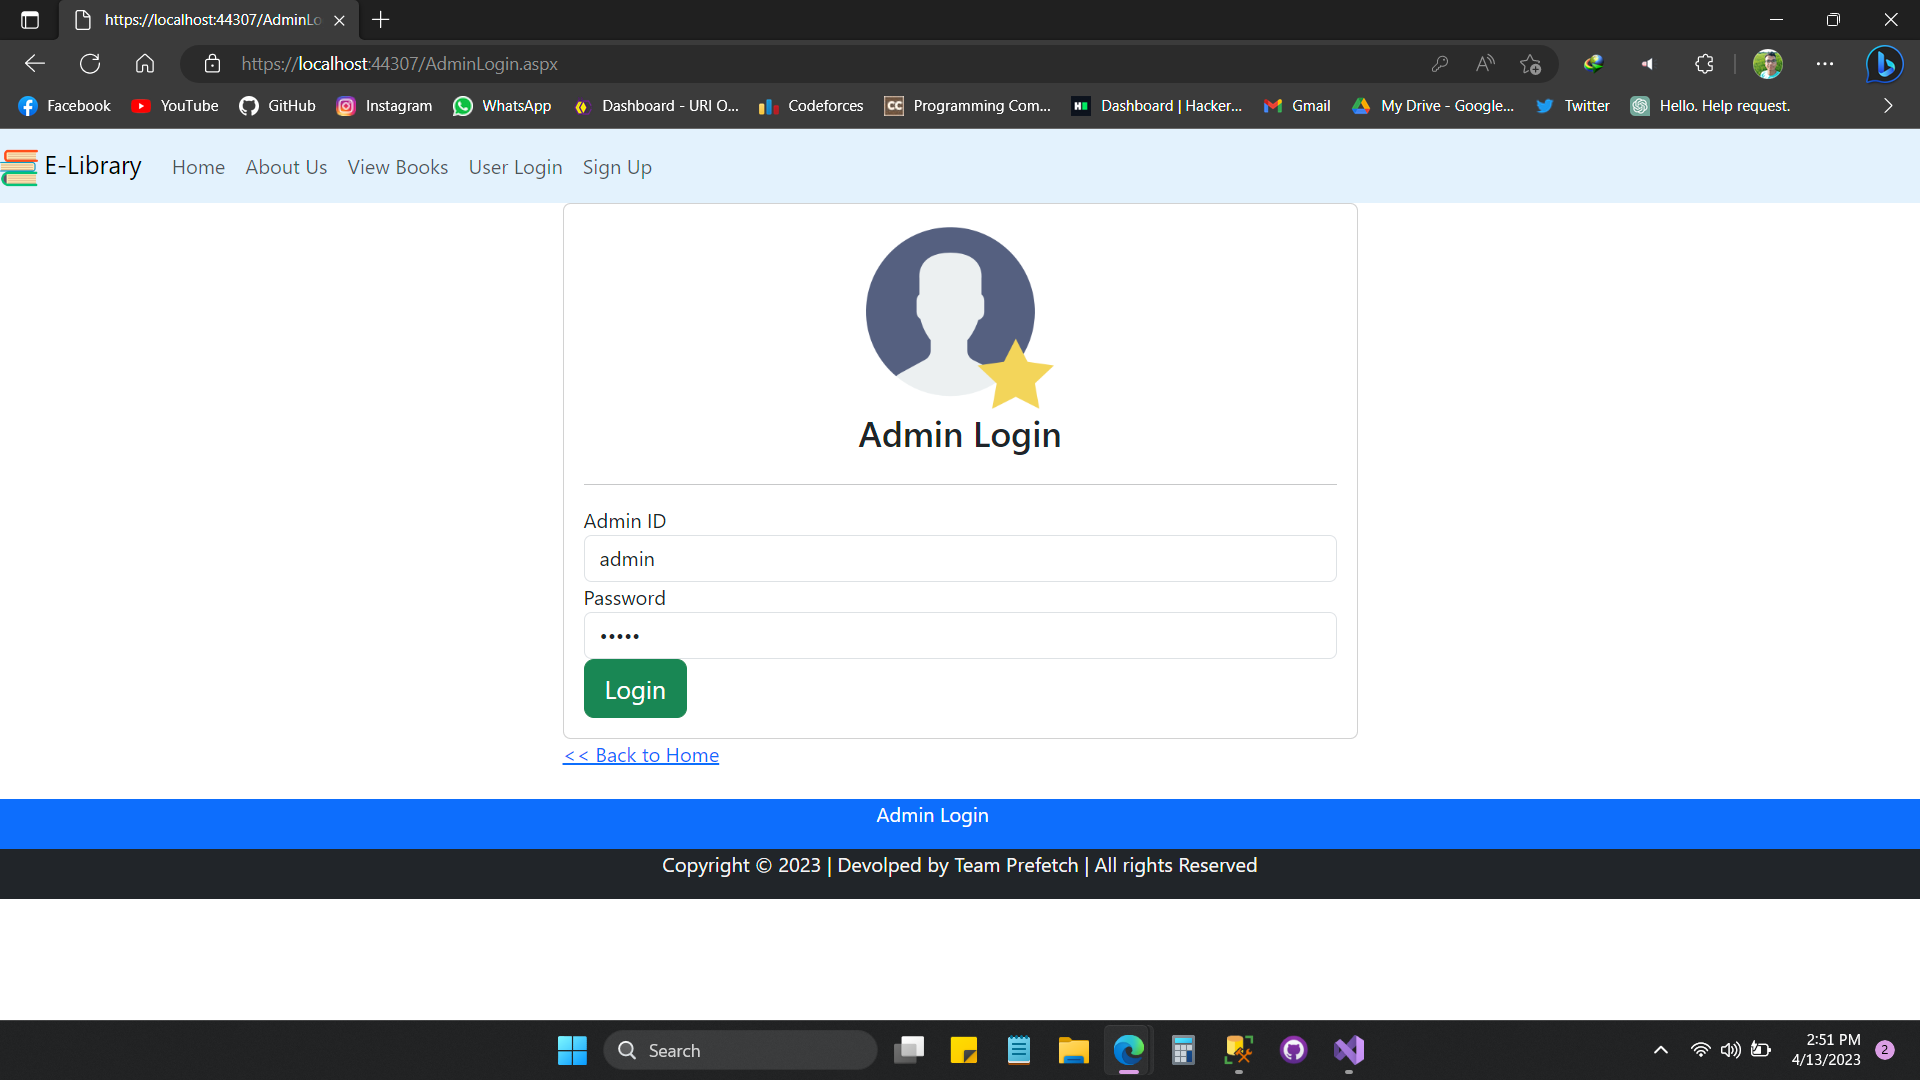 https://localhost:44307/AdminLo
https://localhost:44307/AdminLogin.aspx
Facebook YouTube GitHub Instagram WhatsApp Dashboard - URI O... Codeforces Programming Com... Dashboard | Hacker... Gmail My Drive - Google... Twitter Hello. Help request.
E-Library Home About Us View Books User Login Sign Up
Admin Login
Admin ID
admin
Password
•••••
Login
<< Back to Home
Admin Login
Copyright © 2023 | Devolped by Team Prefetch | All rights Reserved
Search
2:51 PM
4/13/2023
2